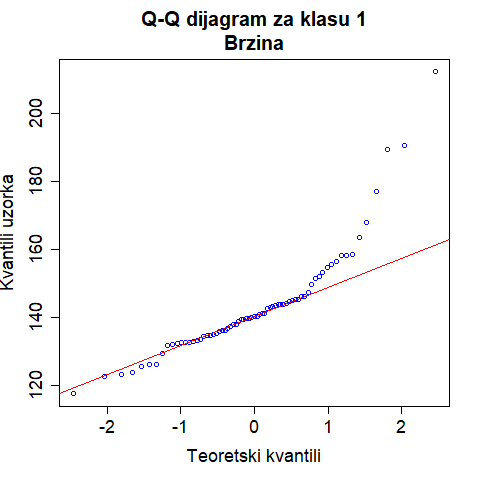 Q-Q dijagram za klasu 1
Brzina
Kvantili uzorka
200
180
160
140
120
-2
-1
0
1
2
Teoretski kvantili